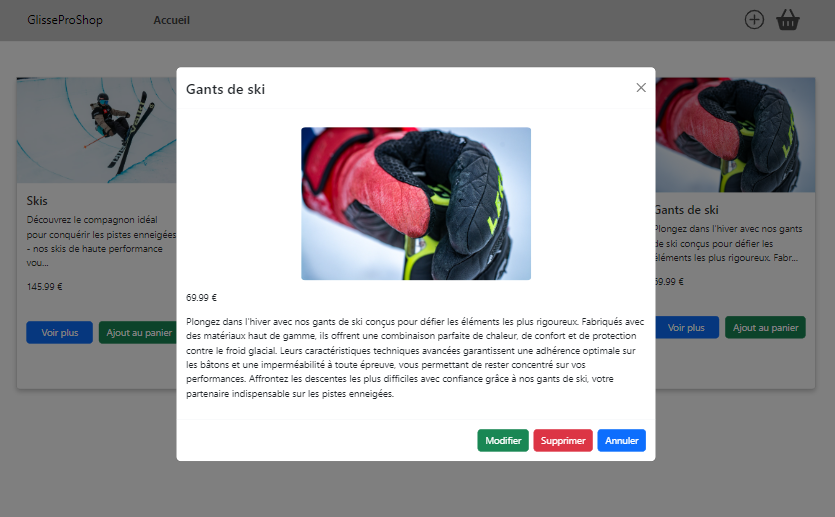 GlisseProShop
Accueil
Gants de ski
69.99 €
Plongez dans l'hiver avec nos gants de ski conçus pour défier les éléments les plus rigoureux. Fabriqués avec
des matériaux haut de gamme, ils offrent une combinaison parfaite de chaleur, de confort et de protection
contre le froid glacial. Leurs caractéristiques techniques avancées garantissent une adhérence optimale sur
les bâtons et une imperméabilité à toute épreuve, vous permettant de rester concentré sur vos
performances. Affrontez les descentes les plus difficiles avec confiance grâce à nos gants de ski, votre
partenaire indispensable sur les pistes enneigées.
Modifier
Supprimer
Annuler
Skis
Découvrez le compagnon idéal
pour conquérir les pistes enneigées
- nos skis de haute performance
vou...
145.99 €
Voir plus
Ajout au panier
Gants de ski
Plongez dans l'hiver avec nos gants
de ski conçus pour défier les
éléments les plus rigoureux. Fabr...
69.99 €
Voir plus
Ajout au panier